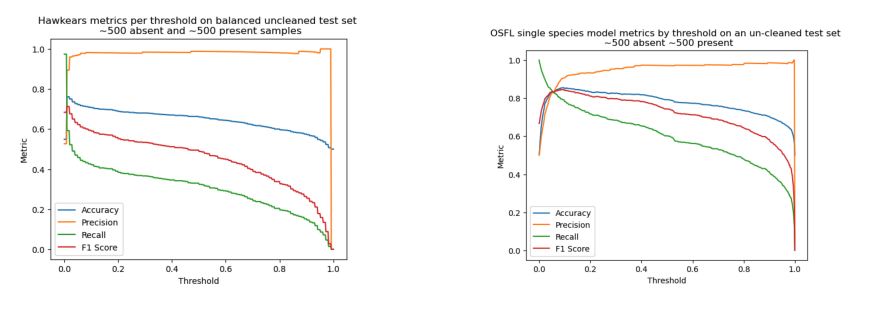 Hawkears metrics per threshold on balanced uncleaned test set
~500 absent and ~500 present samples
1.0
0.8
0.6
0.4
0.2
0.0
Metric
Accuracy
Precision
Recall
F1 Score
0.0 0.2 0.4 0.6 0.8 1.0
Threshold
OSFL single species model metrics by threshold on an un-cleaned test set
~500 absent ~500 present
1.0
0.8
0.6
0.4
0.2
0.0
Metric
Accuracy
Precision
Recall
F1 Score
0.0 0.2 0.4 0.6 0.8 1.0
Threshold